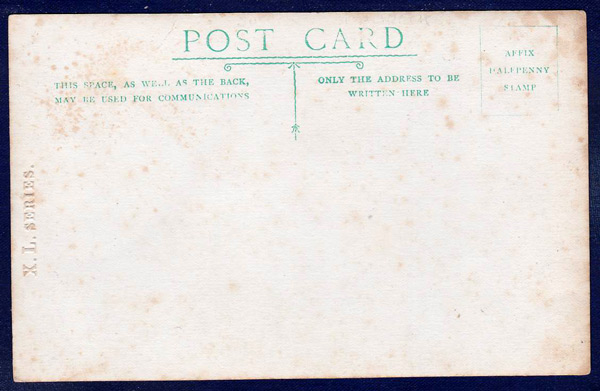 POST CARD
THIS SPACE, AS WELL AS THE BACK,
MAY BE USED FOR COMMUNICATIONS
ONLY THE ADDRESS TO BE
WRITTEN HERE
AFFIX
HALFPENNY
STAMP
X. L. SERIES.